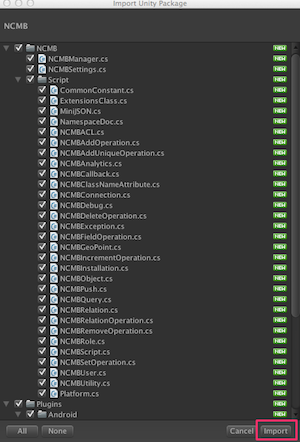 Import Unity Package
NCMB
NCMB NEW
NCMBManager.cs NEW
NCMBSettings.cs NEW
Script NEW
CommonConstant.cs NEW
ExtensionsClass.cs NEW
MiniJSON.cs NEW
NamespaceDoc.cs NEW
NCMBACL.cs NEW
NCMBAddOperation.cs NEW
NCMBAddUniqueOperation.cs NEW
NCMBAnalytics.cs NEW
NCMBCallback.cs NEW
NCMBClassNameAttribute.cs NEW
NCMBConnection.cs NEW
NCMBDebug.cs NEW
NCMBDeleteOperation.cs NEW
NCMBException.cs NEW
NCMBFieldOperation.cs NEW
NCMBGeoPoint.cs NEW
NCMBIncrementOperation.cs NEW
NCMBInstallation.cs NEW
NCMBObject.cs NEW
NCMBPush.cs NEW
NCMBQuery.cs NEW
NCMBRelation.cs NEW
NCMBRelationOperation.cs NEW
NCMBRemoveOperation.cs NEW
NCMBRole.cs NEW
NCMBScript.cs NEW
NCMBSetOperation.cs NEW
NCMBUser.cs NEW
NCMBUtility.cs NEW
Platform.cs NEW
Plugins NEW
Android NEW
All None Cancel Import